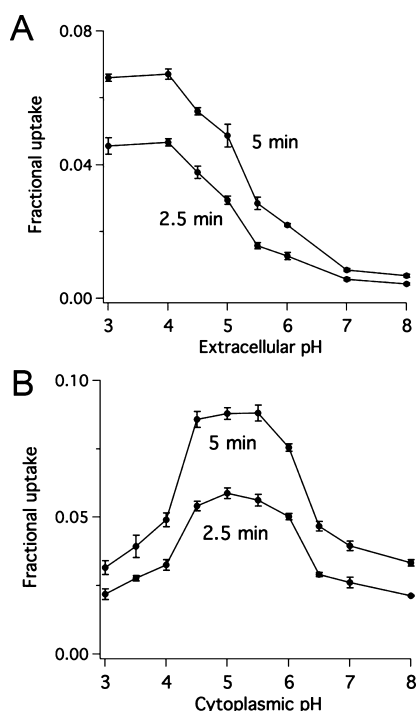 A
0.08
0.04
0.00
Fractional uptake
5 min
2.5 min
3 4 5 6 7 8
Extracellular pH
B
0.10
0.05
0.00
Fractional uptake
5 min
2.5 min
3 4 5 6 7 8
Cytoplasmic pH